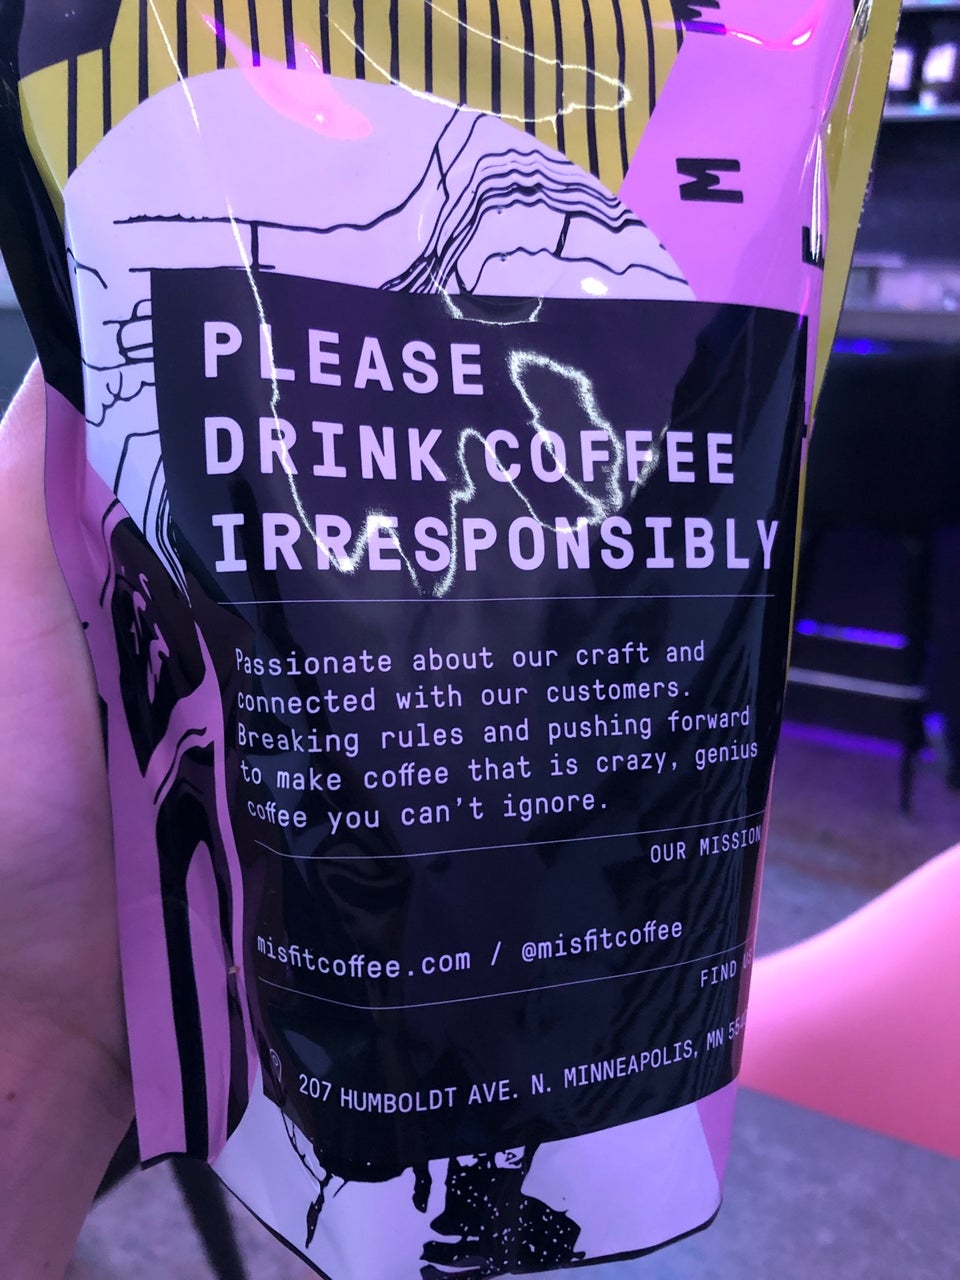 PLEASE
DRINK COFFEE
IRRESPONSIBLY
Passionate about our craft and
connected with our customers.
Breaking rules and pushing forward
to make coffee that is crazy, genius
coffee you can't ignore.
OUR MISSION
misfitcoffee.com / @misfitcoffee
FIND US
207 HUMBOLDT AVE. N. MINNEAPOLIS, MN